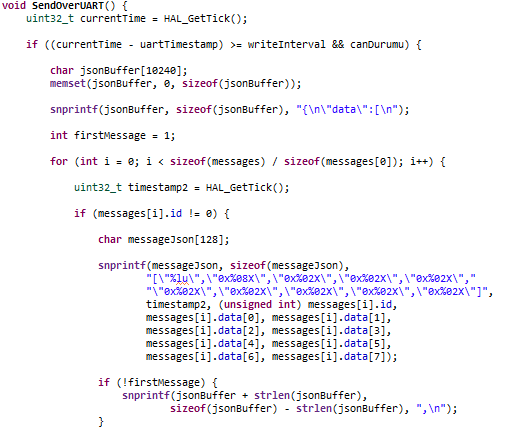 void SendOverUART() {
    uint32_t currentTime = HAL_GetTick();

    if ((currentTime - uartTimestamp) >= writeInterval && canDurumu) {

        char jsonBuffer[10240];
        memset(jsonBuffer, 0, sizeof(jsonBuffer));

        snprintf(jsonBuffer, sizeof(jsonBuffer), "{\n\"data\":[\n");

        int firstMessage = 1;

        for (int i = 0; i < sizeof(messages) / sizeof(messages[0]); i++) {

            uint32_t timestamp2 = HAL_GetTick();

            if (messages[i].id != 0) {

                char messageJson[128];

                snprintf(messageJson, sizeof(messageJson),
                        "[\"%lu\",\"0x%08X\",\"0x%02X\",\"0x%02X\",\"0x%02X\","
                        "\"0x%02X\",\"0x%02X\",\"0x%02X\",\"0x%02X\",\"0x%02X\"]",
                        timestamp2, (unsigned int) messages[i].id,
                        messages[i].data[0], messages[i].data[1],
                        messages[i].data[2], messages[i].data[3],
                        messages[i].data[4], messages[i].data[5],
                        messages[i].data[6], messages[i].data[7]);

                if (!firstMessage) {
                    snprintf(jsonBuffer + strlen(jsonBuffer),
                            sizeof(jsonBuffer) - strlen(jsonBuffer), ",\n");
                }